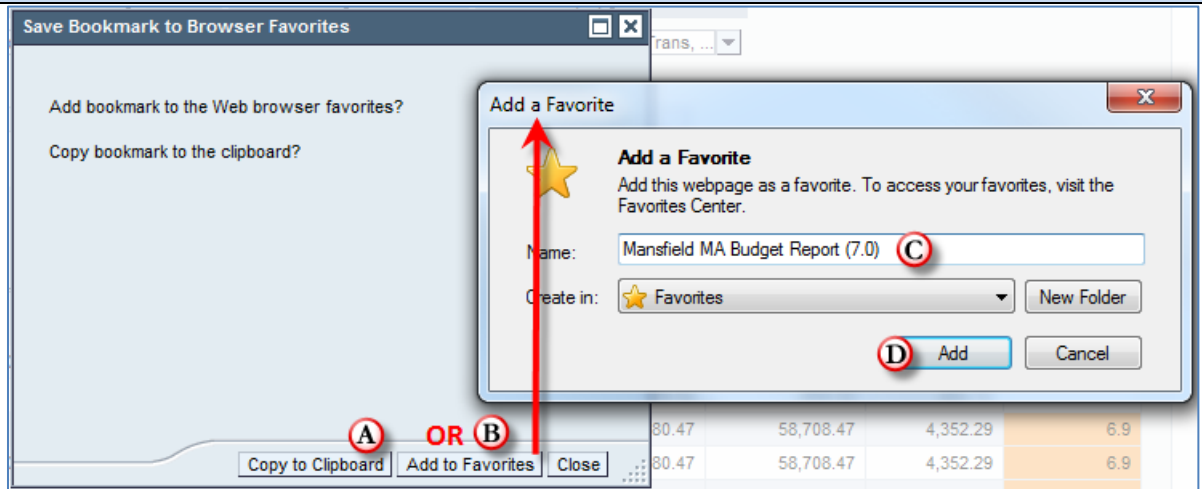 Save Bookmark to Browser Favorites
Trans, ...
Add bookmark to the Web browser favorites?
Copy bookmark to the clipboard?
Add a Favorite
X
Add a Favorite
Add this webpage as a favorite. To access your favorites, visit the
Favorites Center.
Name: Mansfield MA Budget Report (7.0) C
Create in: Favorites New Folder
D Add Cancel
A OR B
Copy to Clipboard Add to Favorites Close
80.47 58,708.47 4,352.29 6.9
80.47 58,708.47 4,352.29 6.9